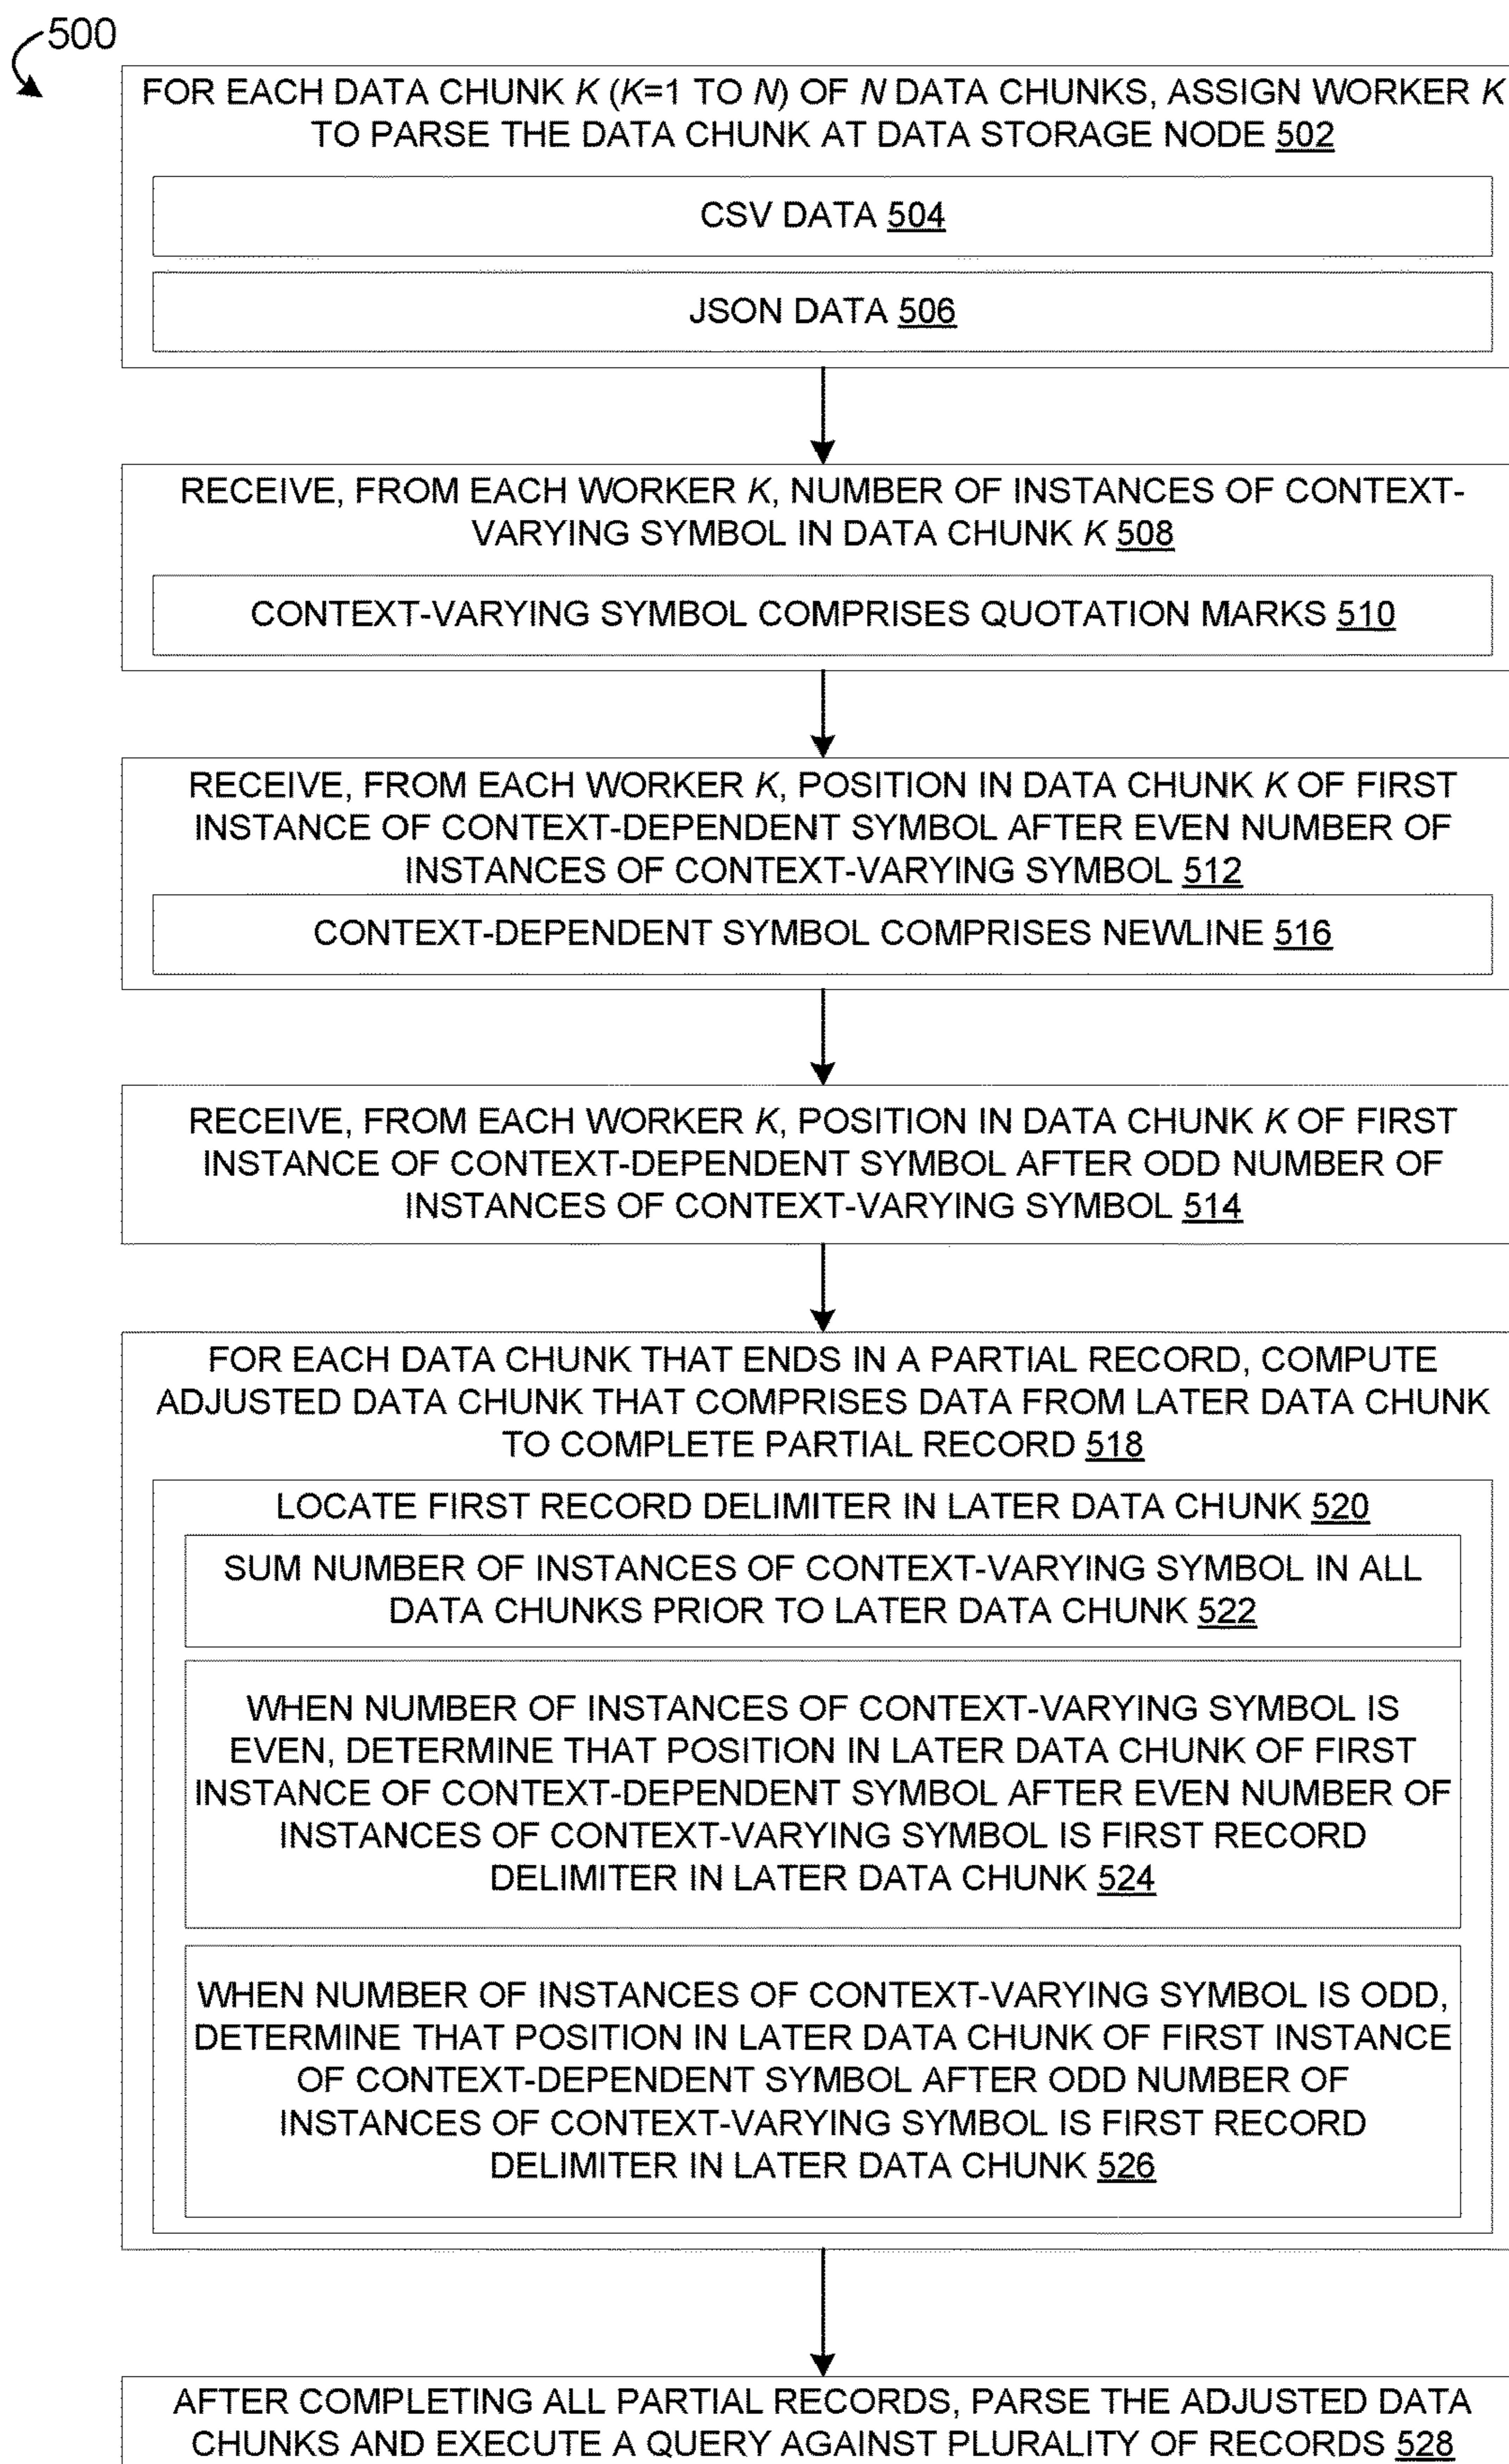 500
FOR EACH DATA CHUNK K (K=1 TO N) OF N DATA CHUNKS, ASSIGN WORKER K
TO PARSE THE DATA CHUNK AT DATA STORAGE NODE 502
CSV DATA 504
JSON DATA 506
RECEIVE, FROM EACH WORKER K, NUMBER OF INSTANCES OF CONTEXT-
VARYING SYMBOL IN DATA CHUNK K 508
CONTEXT-VARYING SYMBOL COMPRISES QUOTATION MARKS 510
RECEIVE, FROM EACH WORKER K, POSITION IN DATA CHUNK K OF FIRST
INSTANCE OF CONTEXT-DEPENDENT SYMBOL AFTER EVEN NUMBER OF
INSTANCES OF CONTEXT-VARYING SYMBOL 512
CONTEXT-DEPENDENT SYMBOL COMPRISES NEWLINE 516
RECEIVE, FROM EACH WORKER K, POSITION IN DATA CHUNK K OF FIRST
INSTANCE OF CONTEXT-DEPENDENT SYMBOL AFTER ODD NUMBER OF
INSTANCES OF CONTEXT-VARYING SYMBOL 514
FOR EACH DATA CHUNK THAT ENDS IN A PARTIAL RECORD, COMPUTE
ADJUSTED DATA CHUNK THAT COMPRISES DATA FROM LATER DATA CHUNK
TO COMPLETE PARTIAL RECORD 518
LOCATE FIRST RECORD DELIMITER IN LATER DATA CHUNK 520
SUM NUMBER OF INSTANCES OF CONTEXT-VARYING SYMBOL IN ALL
DATA CHUNKS PRIOR TO LATER DATA CHUNK 522
WHEN NUMBER OF INSTANCES OF CONTEXT-VARYING SYMBOL IS
EVEN, DETERMINE THAT POSITION IN LATER DATA CHUNK OF FIRST
INSTANCE OF CONTEXT-DEPENDENT SYMBOL AFTER EVEN NUMBER OF
INSTANCES OF CONTEXT-VARYING SYMBOL IS FIRST RECORD
DELIMITER IN LATER DATA CHUNK 524
WHEN NUMBER OF INSTANCES OF CONTEXT-VARYING SYMBOL IS ODD,
DETERMINE THAT POSITION IN LATER DATA CHUNK OF FIRST INSTANCE
OF CONTEXT-DEPENDENT SYMBOL AFTER ODD NUMBER OF
INSTANCES OF CONTEXT-VARYING SYMBOL IS FIRST RECORD
DELIMITER IN LATER DATA CHUNK 526
AFTER COMPLETING ALL PARTIAL RECORDS, PARSE THE ADJUSTED DATA
CHUNKS AND EXECUTE A QUERY AGAINST PLURALITY OF RECORDS 528